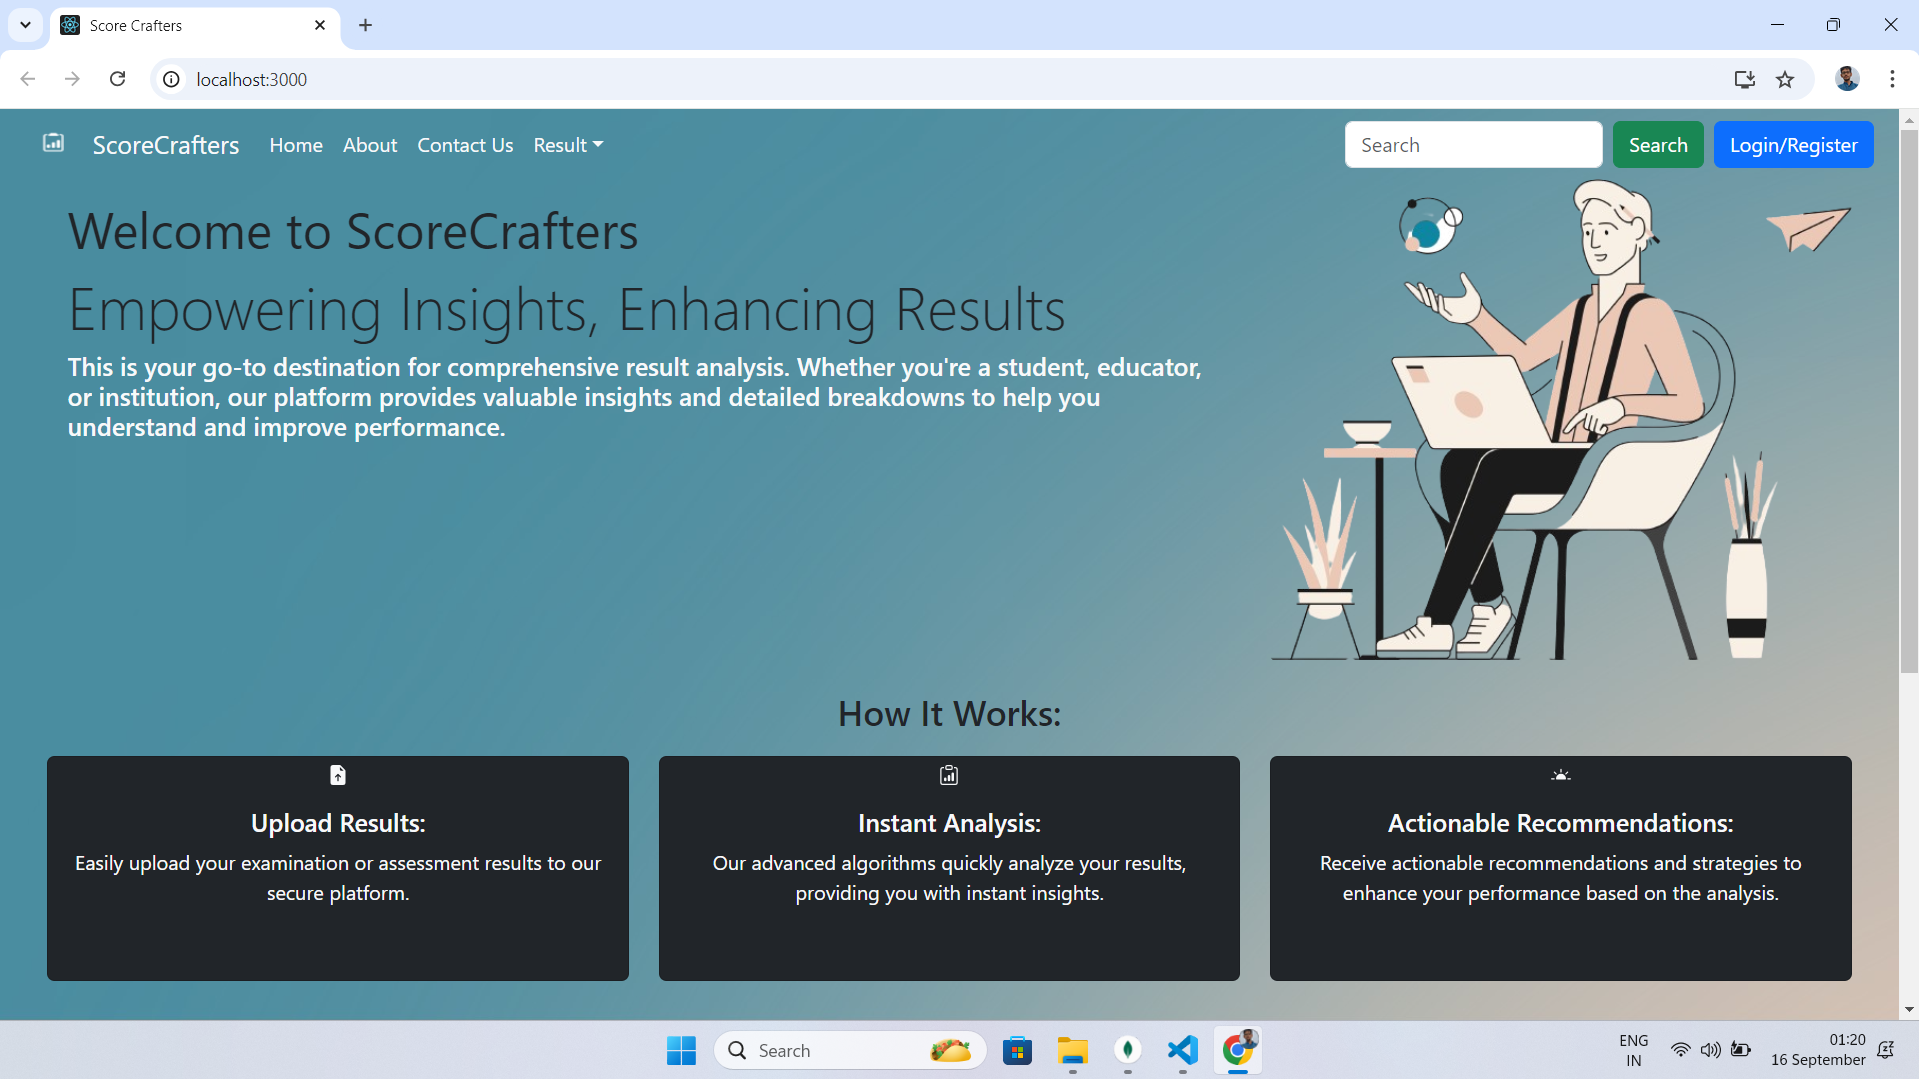 Score Crafters
localhost:3000
ScoreCrafters Home About Contact Us Result Search Search Login/Register
Welcome to ScoreCrafters
Empowering Insights, Enhancing Results
This is your go-to destination for comprehensive result analysis. Whether you're a student, educator,
or institution, our platform provides valuable insights and detailed breakdowns to help you
understand and improve performance.
How It Works:
Upload Results:
Easily upload your examination or assessment results to our
secure platform.
Instant Analysis:
Our advanced algorithms quickly analyze your results,
providing you with instant insights.
Actionable Recommendations:
Receive actionable recommendations and strategies to
enhance your performance based on the analysis.
Search
ENG
IN
01:20
16 September